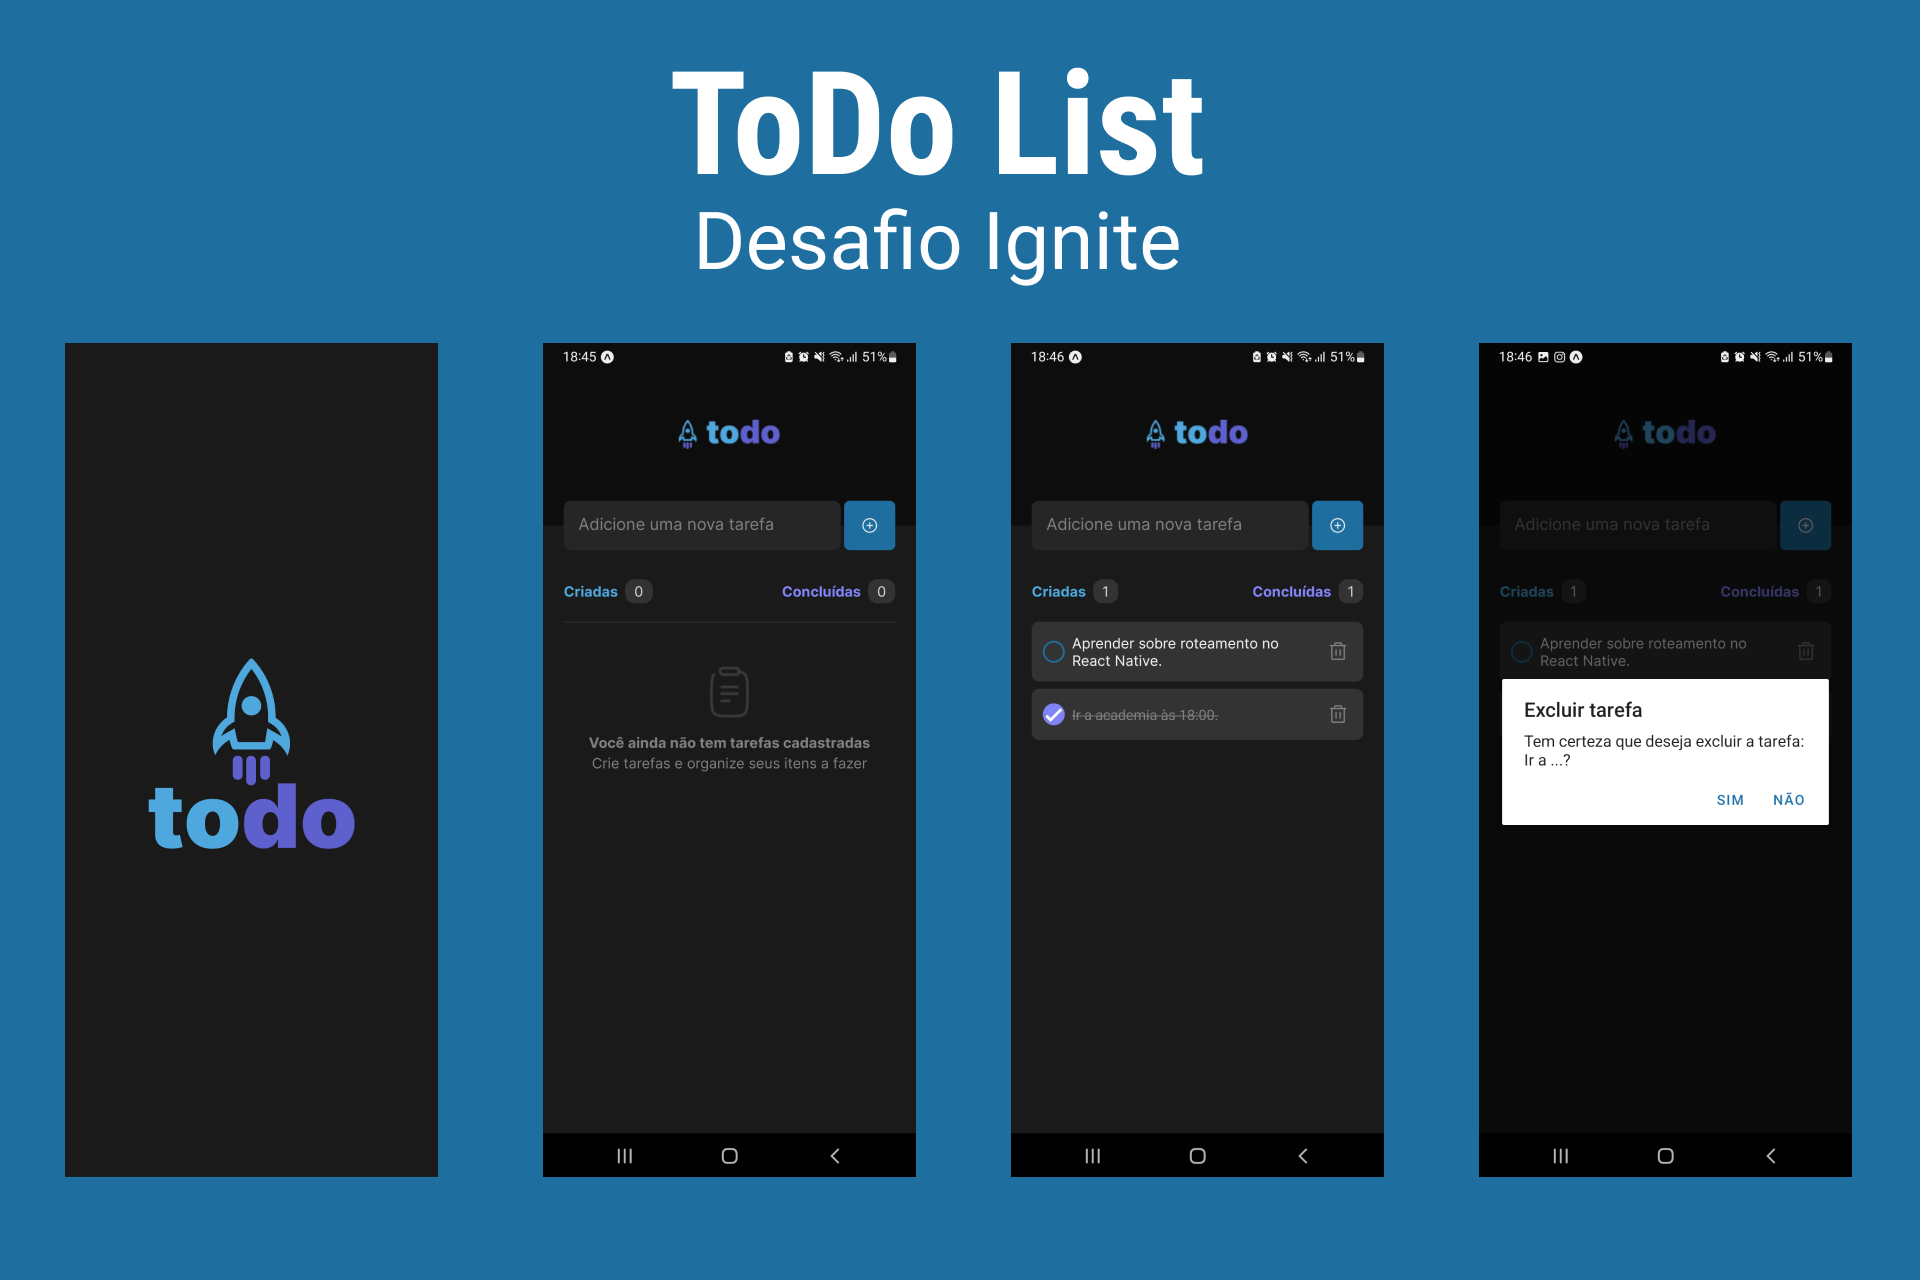 ToDo List
Desafio Ignite
todo
18:45
51%
todo
Adicione uma nova tarefa
Criadas 0
Concluídas 0
Você ainda não tem tarefas cadastradas
Crie tarefas e organize seus itens a fazer
18:46
51%
todo
Adicione uma nova tarefa
Criadas 1
Concluídas 1
Aprender sobre roteamento no
React Native.
Ir a academia às 18:00.
18:46
51%
todo
Adicione uma nova tarefa
Criadas 1
Concluídas 1
Aprender sobre roteamento no
React Native.
Excluir tarefa
Tem certeza que deseja excluir a tarefa:
Ir a ...?
SIM NÃO